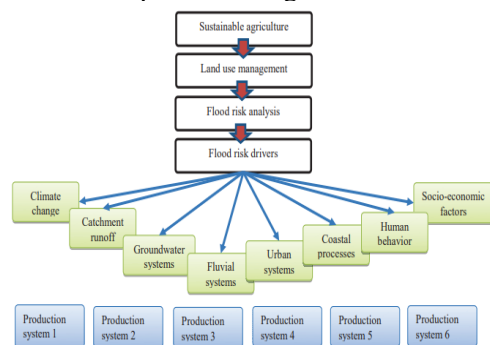 Sustainable agriculture
Land use management
Flood risk analysis
Flood risk drivers
Climate
change
Catchment
runoff
Groundwater
systems
Fluvial
systems
Urban
systems
Coastal
processes
Human
behavior
Socio-economic
factors
Production
system 1
Production
system 2
Production
system 3
Production
system 4
Production
system 5
Production
system 6